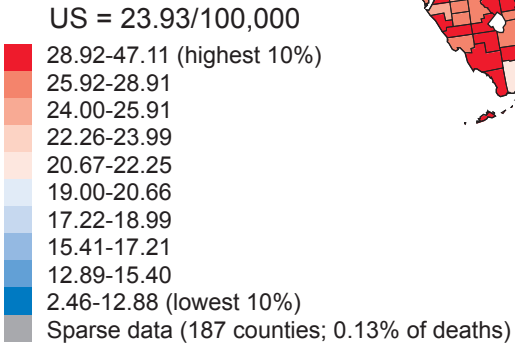 US = 23.93/100,000
28.92-47.11 (highest 10%)
25.92-28.91
24.00-25.91
22.26-23.99
20.67-22.25
19.00-20.66
17.22-18.99
15.41-17.21
12.89-15.40
2.46-12.88 (lowest 10%)
Sparse data (187 counties; 0.13% of deaths)